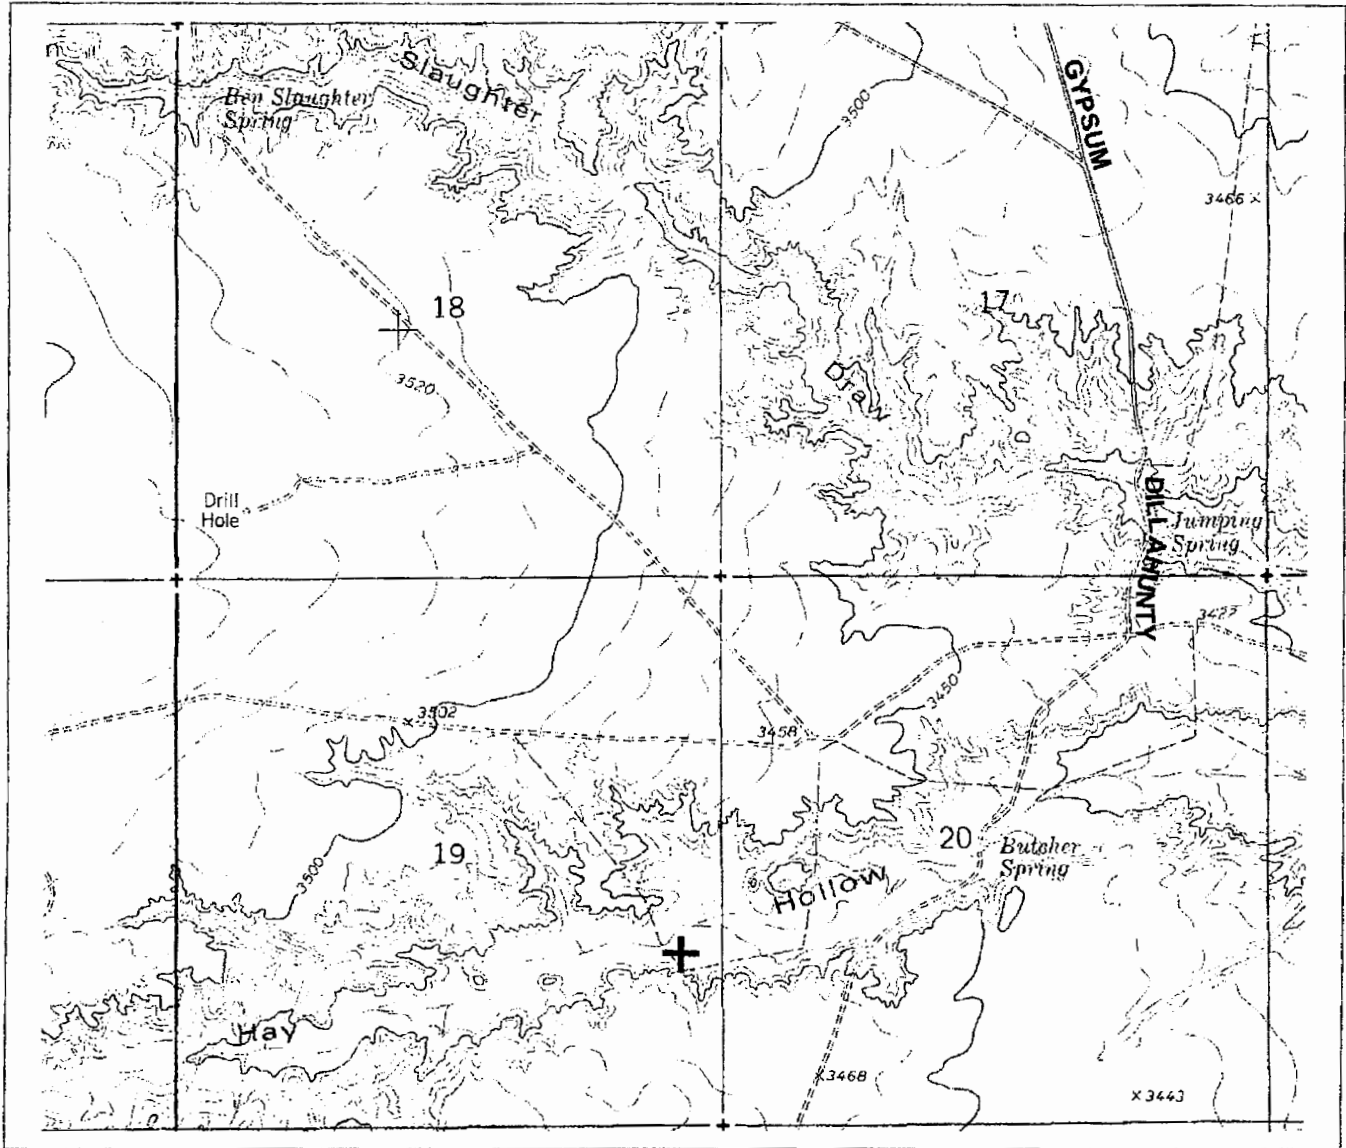 Slaughter
Ben Slaughter
Spring
GYPSUM
3500
3466
18
17
3520
Draw
Drill
Hole
DILLAHUNTY
Jumping
Spring
3502
3450
3458
19
20
Butcher
Spring
3500
Hollow
Hay
3468
3443